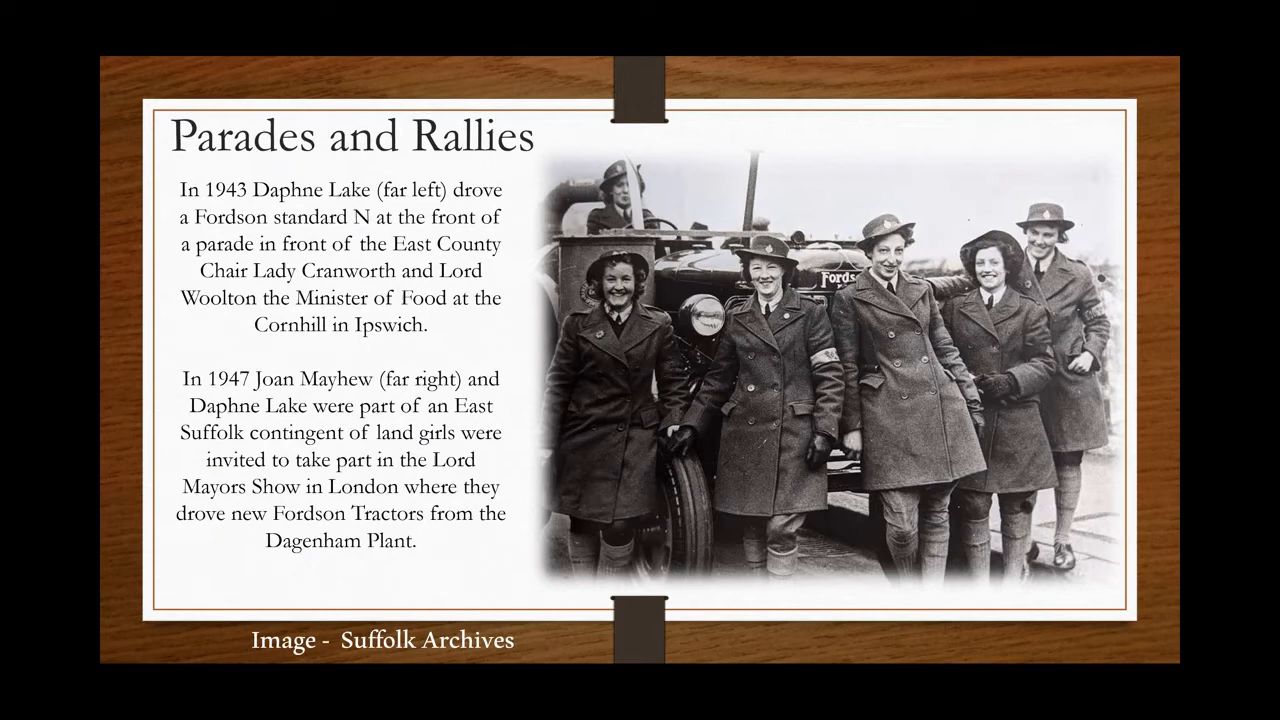 Parades and Rallies
In 1943 Daphne Lake (far left) drove
a Fordson standard N at the front of
a parade in front of the East County
Chair Lady Cranworth and Lord
Woolton the Minister of Food at the
Cornhill in Ipswich.
In 1947 Joan Mayhew (far right) and
Daphne Lake were part of an East
Suffolk contingent of land girls were
invited to take part in the Lord
Mayors Show in London where they
drove new Fordson Tractors from the
Dagenham Plant.
Fords
Image - Suffolk Archives